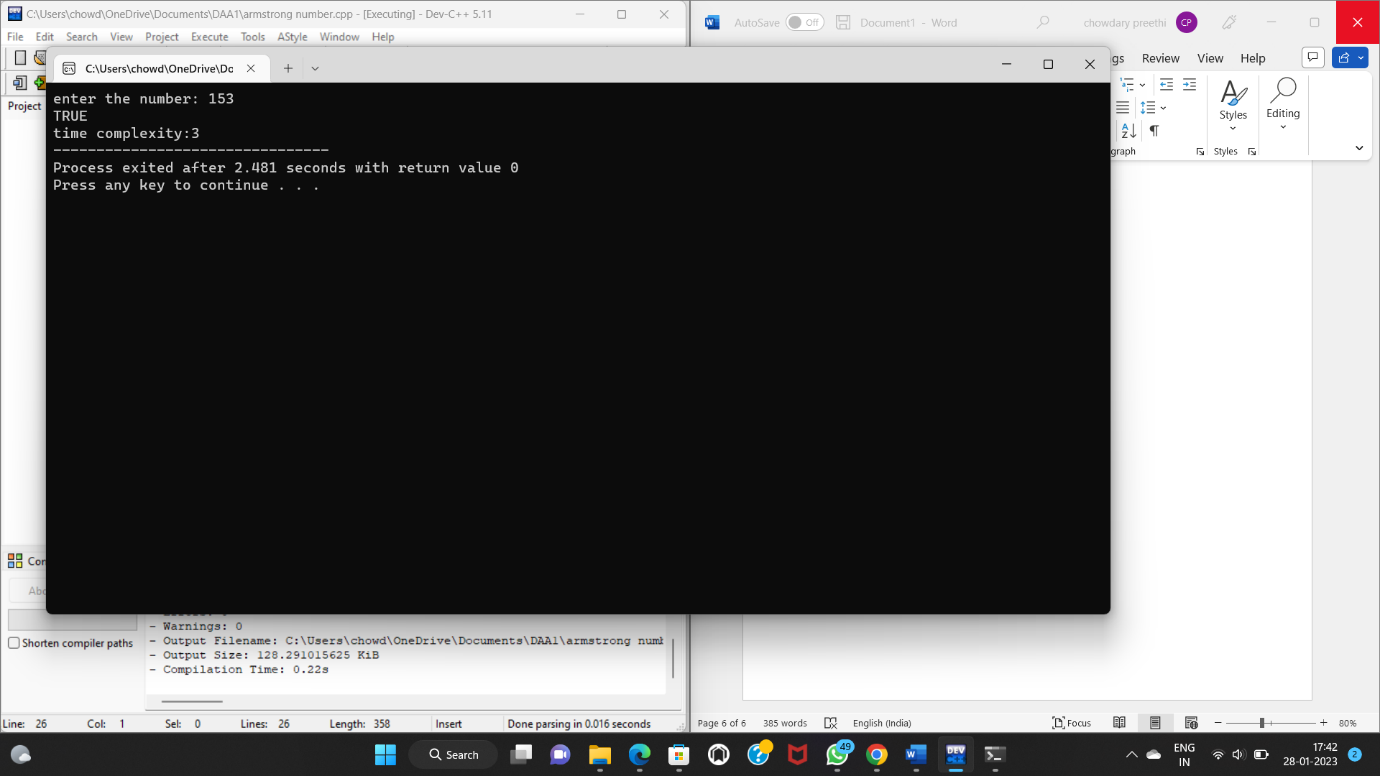 C:\Users\chowd\OneDrive\Documents\DAA1\armstrong number.cpp - [Executing] - Dev-C++ 5.11
File Edit Search View Project Execute Tools AStyle Window Help
AutoSave Off Document1 - Word chowdary preethi CP
gs Review View Help
C:\Users\chowd\OneDrive\Do
enter the number: 153
TRUE
time complexity:3
--------------------------------
Process exited after 2.481 seconds with return value 0
Press any key to continue . . .
Project
Styles
Editing
graph
Styles
Con
Abo
Shorten compiler paths
- Warnings: 0
- Output Filename: C:\Users\chowd\OneDrive\Documents\DAA1\armstrong numb
- Output Size: 128.291015625 KiB
- Compilation Time: 0.22s
Line: 26 Col: 1 Sel: 0 Lines: 26 Length: 358 Insert Done parsing in 0.016 seconds
Page 6 of 6 385 words English (India) Focus 80%
Search
DEV
49
ENG
IN
17:42
28-01-2023
2